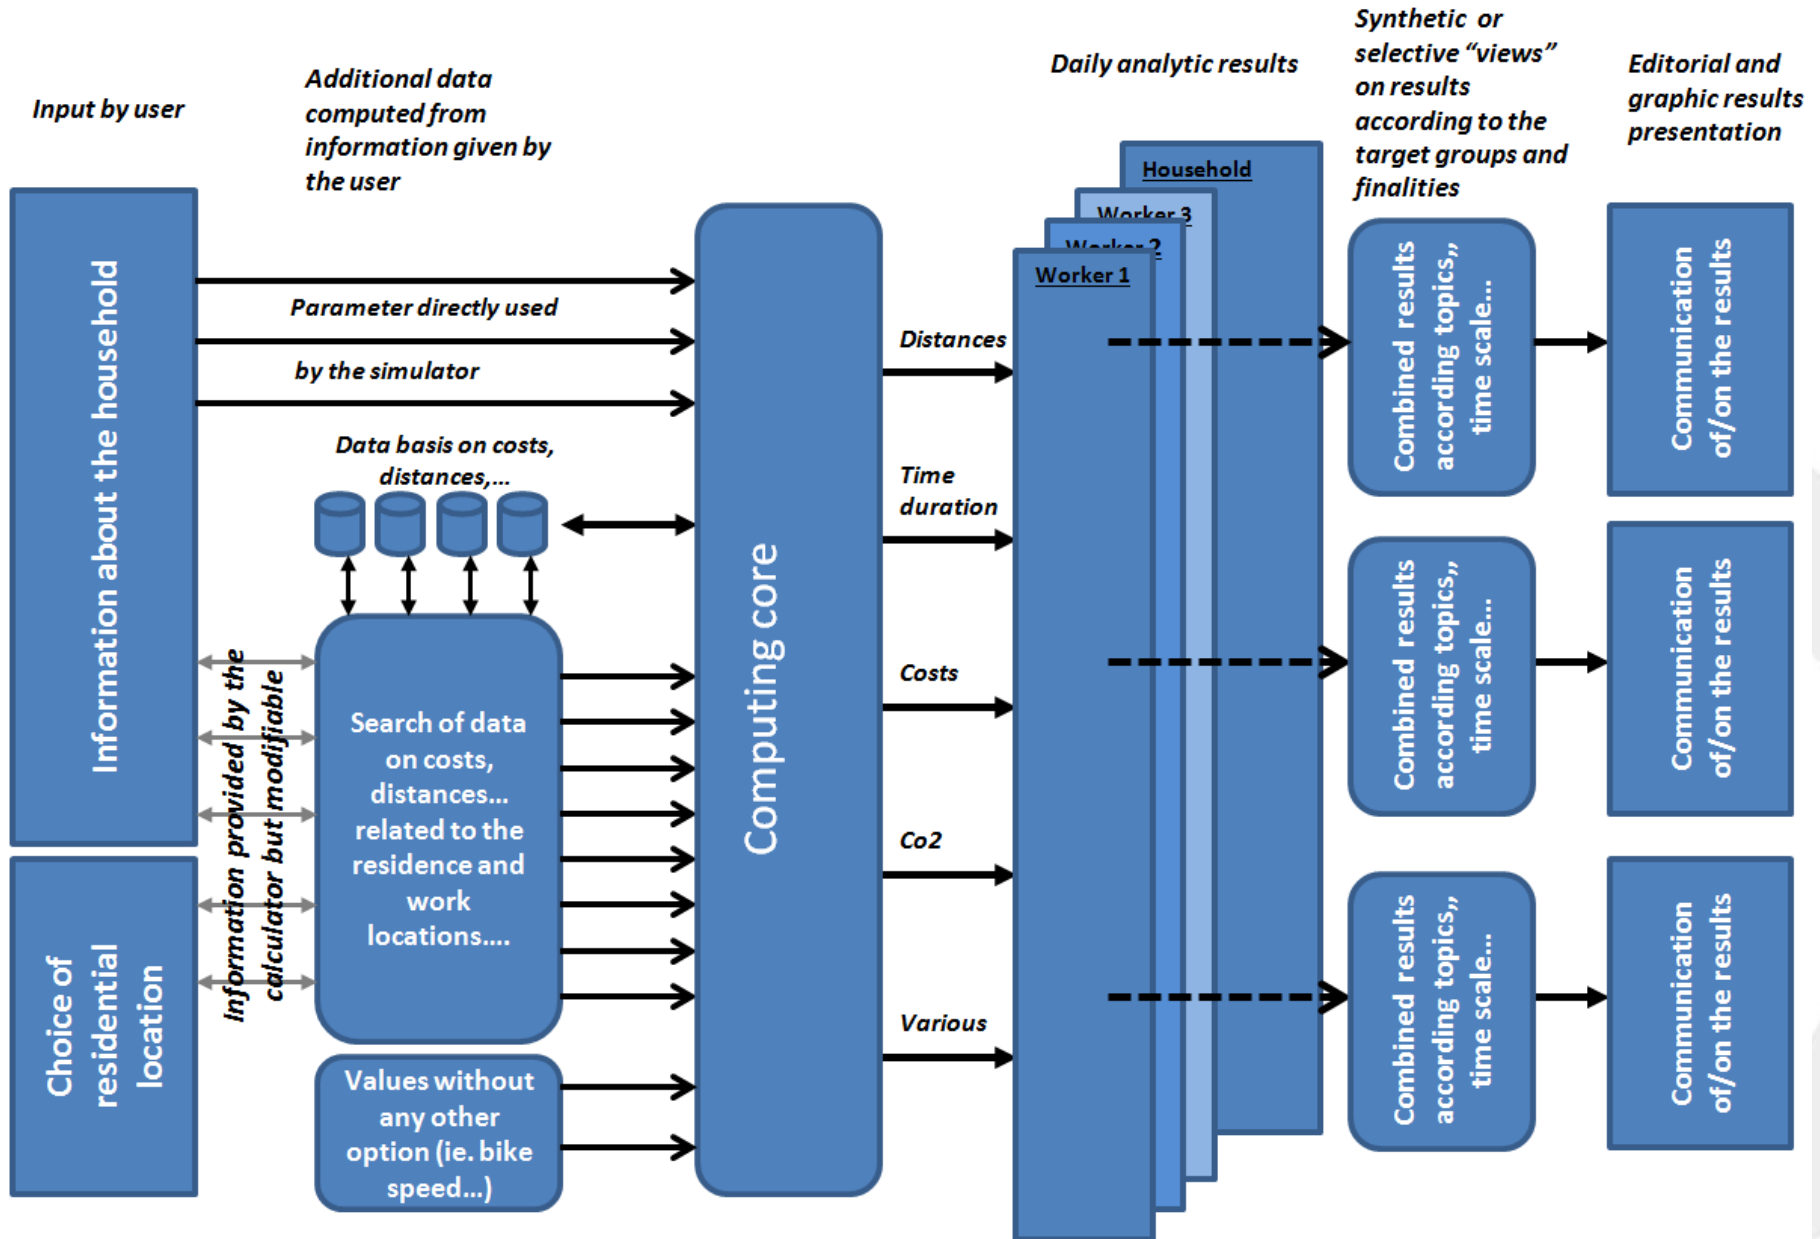 Input by user
Additional data
computed from
information given by
the user
Daily analytic results
Synthetic or
selective “views”
on results
according to the
target groups and
finalities
Editorial and
graphic results
presentation
Information about the household
Choice of
residential
location
Parameter directly used
by the simulator
Data basis on costs,
distances,...
Information provided by the
calculator but modifiable
Search of data
on costs,
distances...
related to the
residence and
work
locations....
Values without
any other
option (ie. bike
speed...)
Computing core
Distances
Time
duration
Costs
Co2
Various
Household
Worker 3
Worker 2
Worker 1
Combined results
according topics,,
time scale...
Communication
of/on the results
Combined results
according topics,,
time scale...
Communication
of/on the results
Combined results
according topics,,
time scale...
Communication
of/on the results